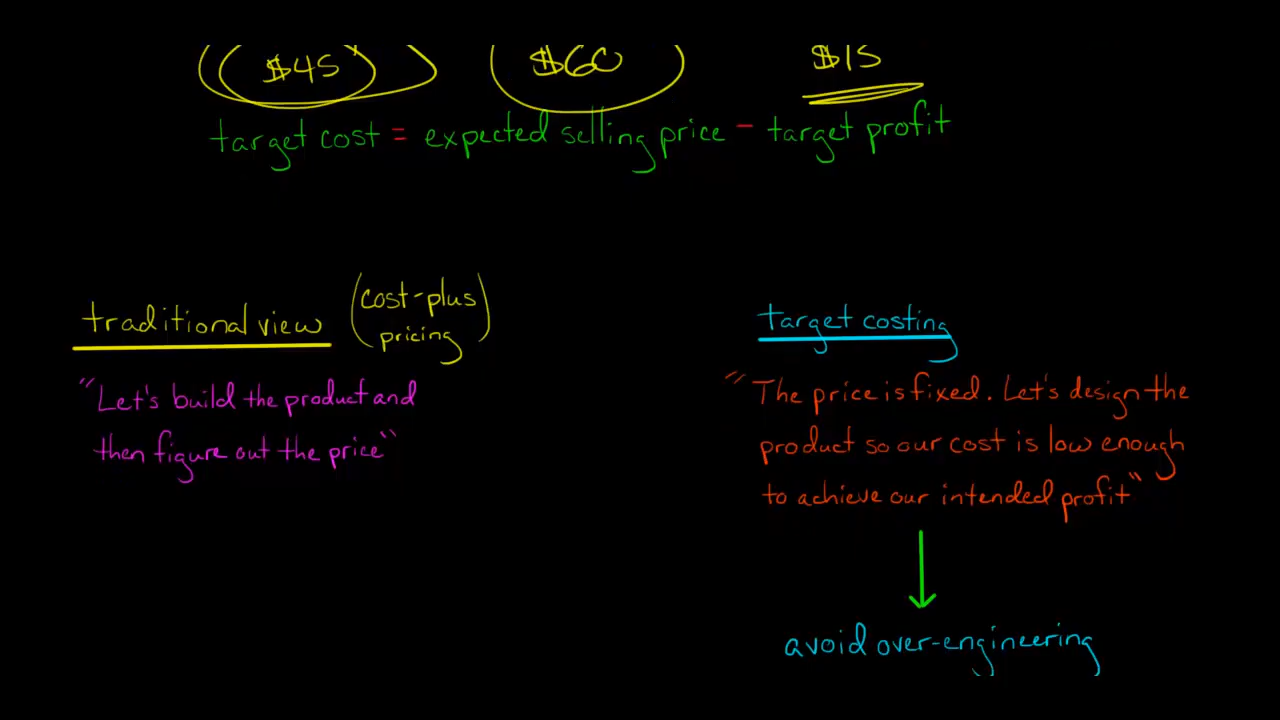 $45 $60 $15
target cost = expected selling price - target profit
traditional view (cost-plus
pricing)
"Let's build the product and
then figure out the price"
target costing
"The price is fixed. Let's design the
product so our cost is low enough
to achieve our intended profit"
avoid over-engineering